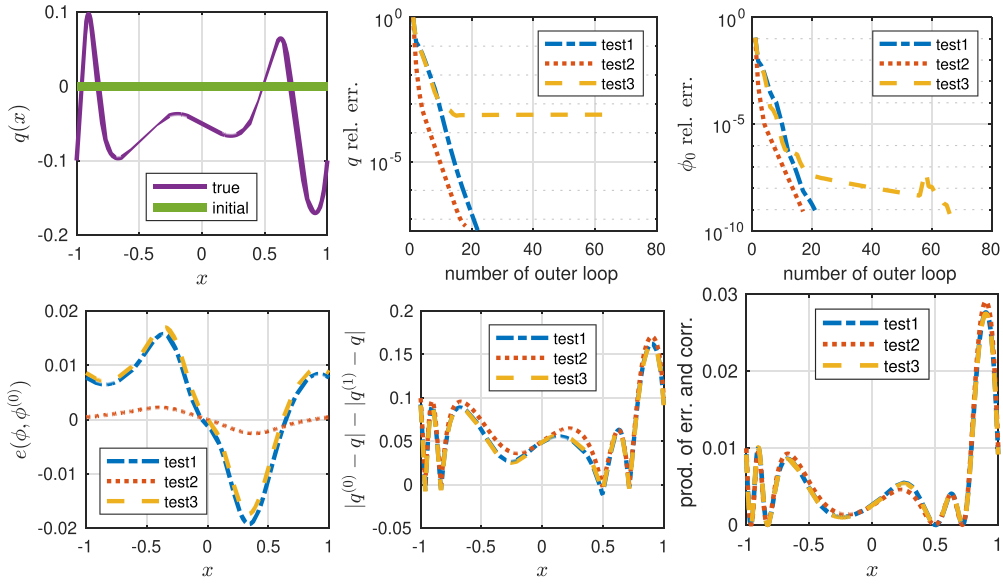 0.1
0
-0.1
-0.2
-1
-0.5
0
0.5
1
x
q(x)
true
initial
10^0
10^-5
0
20
40
60
80
number of outer loop
q rel. err.
test1
test2
test3
10^0
10^-5
10^-10
0
20
40
60
80
number of outer loop
ϕ_0 rel. err.
test1
test2
test3
0.02
0.01
0
-0.01
-0.02
-1
-0.5
0
0.5
1
x
e(ϕ, ϕ^(0))
test1
test2
test3
0.2
0.15
0.1
0.05
0
-0.05
-1
-0.5
0
0.5
1
x
|q^(0) − q| − |q^(1) − q|
test1
test2
test3
0.03
0.02
0.01
0
-1
-0.5
0
0.5
1
x
prod. of err. and corr.
test1
test2
test3